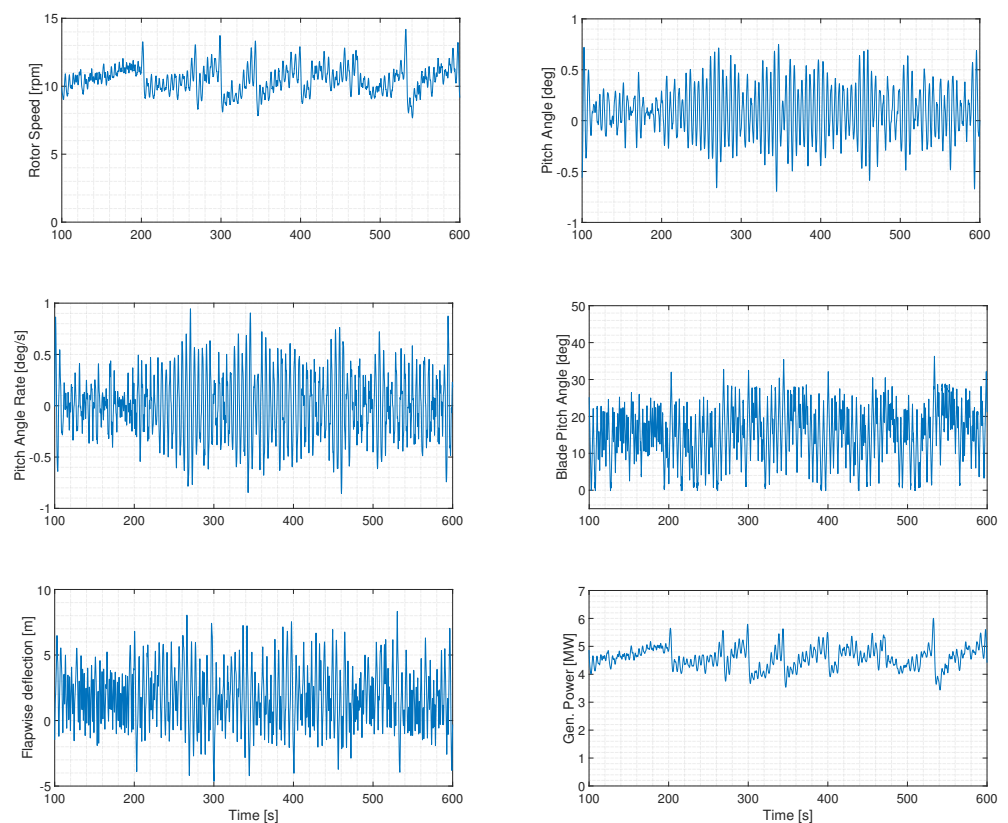 Rotor Speed [rpm]
15
10
5
0
100 200 300 400 500 600
Pitch Angle [deg]
1
0.5
0
-0.5
-1
100 200 300 400 500 600
Pitch Angle Rate [deg/s]
1
0.5
0
-0.5
-1
100 200 300 400 500 600
Blade Pitch Angle [deg]
50
40
30
20
10
0
100 200 300 400 500 600
Flapwise deflection [m]
10
5
0
-5
100 200 300 400 500 600
Time [s]
Gen. Power [MW]
7
6
5
4
3
2
1
0
100 200 300 400 500 600
Time [s]